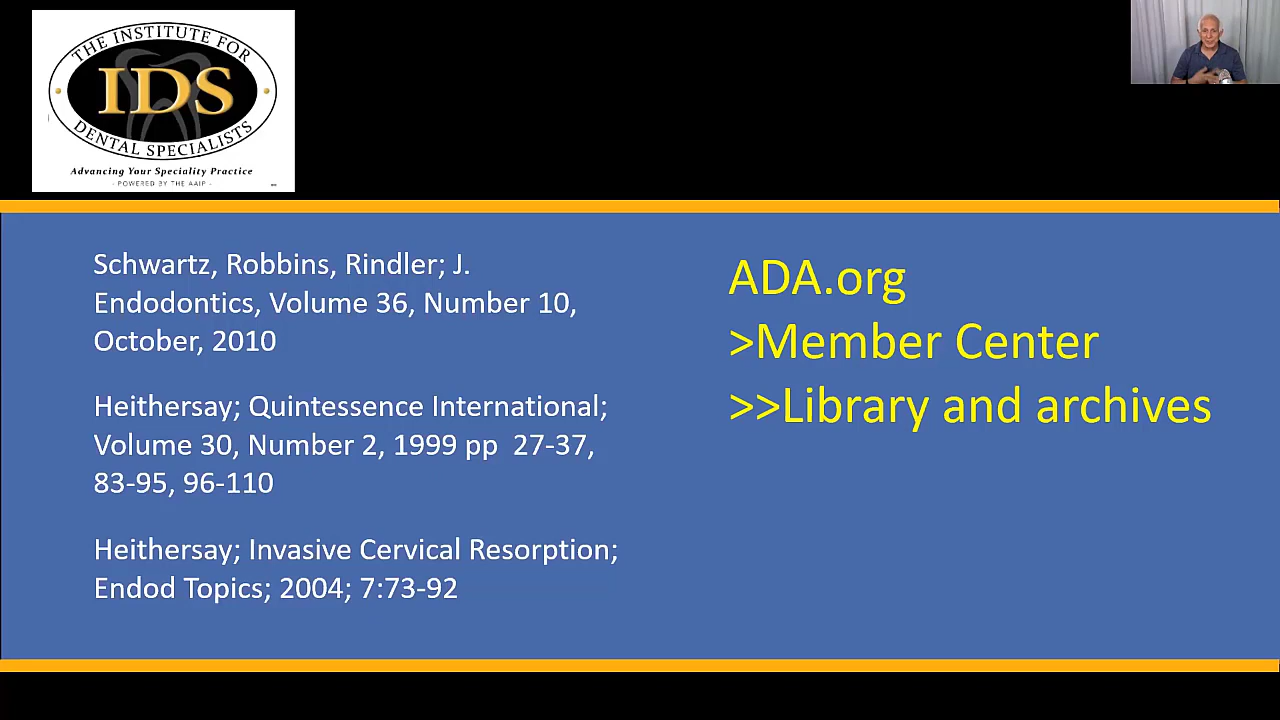 THE INSTITUTE FOR
IDS
DENTAL SPECIALISTS
Advancing Your Speciality Practice
- POWERED BY THE AAIP -
Schwartz, Robbins, Rindler; J.
Endodontics, Volume 36, Number 10,
October, 2010
Heithersay; Quintessence International;
Volume 30, Number 2, 1999 pp 27-37,
83-95, 96-110
Heithersay; Invasive Cervical Resorption;
Endod Topics; 2004; 7:73-92
ADA.org
>Member Center
>>Library and archives